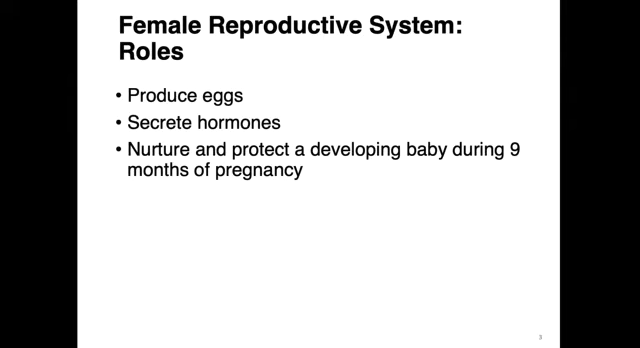 Female Reproductive System:
Roles
• Produce eggs
• Secrete hormones
• Nurture and protect a developing baby during 9
months of pregnancy
3